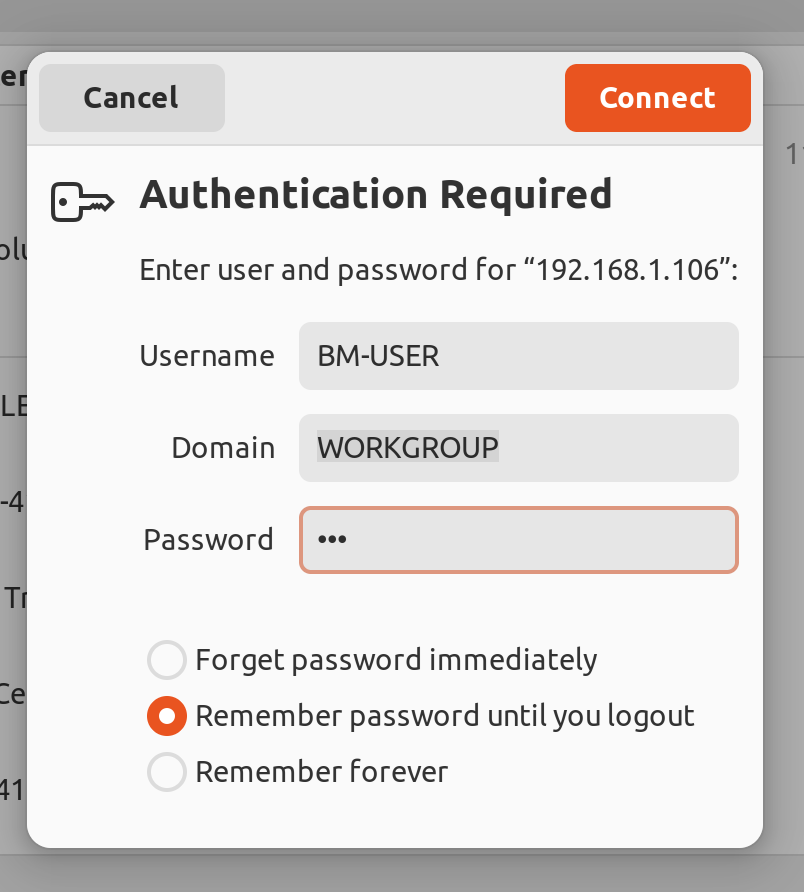 Cancel
Connect
Authentication Required
Enter user and password for “192.168.1.106”:
Username BM-USER
Domain WORKGROUP
Password •••
Forget password immediately
Remember password until you logout
Remember forever